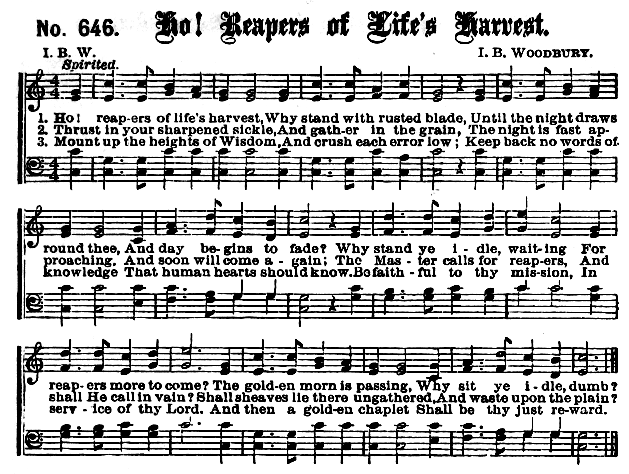 No. 646. Ho! Reapers of Life's Harvest.
I. B. W. I. B. WOODBURY.
Spirited.
1. Ho! reap-ers of life's harvest, Why stand with rusted blade, Until the night draws
2. Thrust in your sharpened sickle, And gath-er in the grain, The night is fast ap-
3. Mount up the heights of Wisdom, And crush each error low; Keep back no words of
round thee, And day be-gins to fade? Why stand ye i-dle, wait-ing For
proaching, And soon will come a-gain; The Mas-ter calls for reap-ers, And
knowledge That human hearts should know. Be faith-ful to thy mis-sion, In
reap-ers more to come? The gold-en morn is passing, Why sit ye i-dle, dumb?
shall He call in vain? Shall sheaves lie there ungathered, And waste upon the plain?
serv-ice of thy Lord. And then a gold-en chaplet Shall be thy just re-ward.